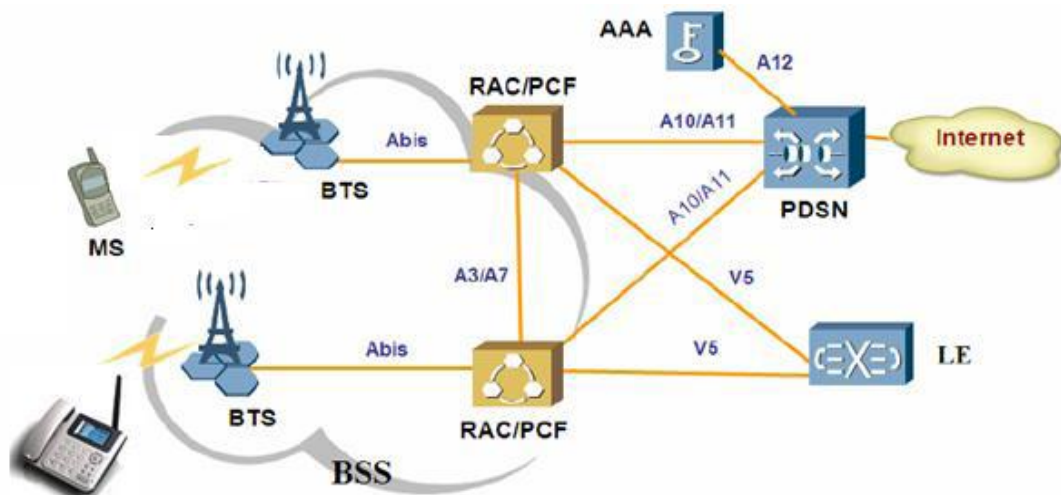 AAA
A12
RAC/PCF
A10/A11
Internet
Abis
BTS
PDSN
A10/A11
MS
A3/A7
V5
Abis
V5
LE
BTS
RAC/PCF
BSS